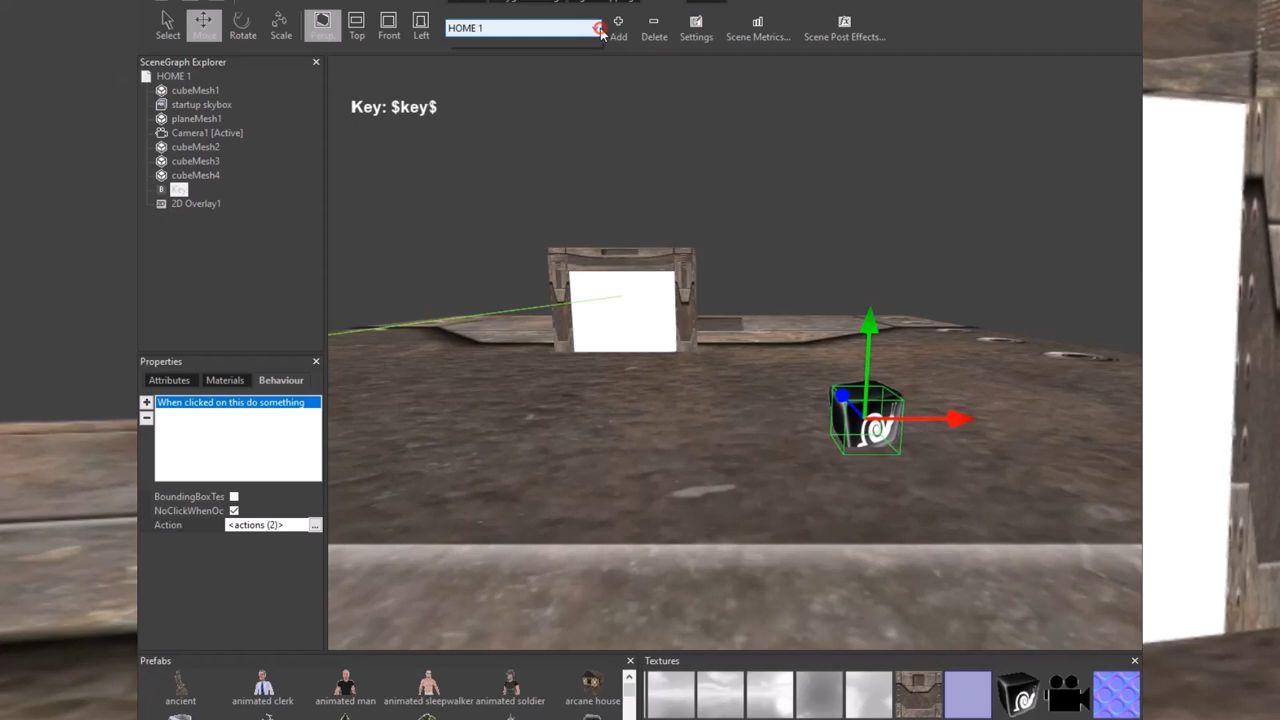 Select
Move
Rotate
Scale
Persp.
Top
Front
Left
HOME 1
Add
Delete
Settings
Scene Metrics...
Scene Post Effects...
SceneGraph Explorer
HOME 1
cubeMesh1
startup skybox
planeMesh1
Camera1 [Active]
cubeMesh2
cubeMesh3
cubeMesh4
Key
2D Overlay1
Key: $key$
Properties
Attributes
Materials
Behaviour
When clicked on this do something
BoundingBoxTes
NoClickWhenOc
Action
<actions (2)>
...
Prefabs
ancient
animated clerk
animated man
animated sleepwalker
animated soldier
arcane house
Textures